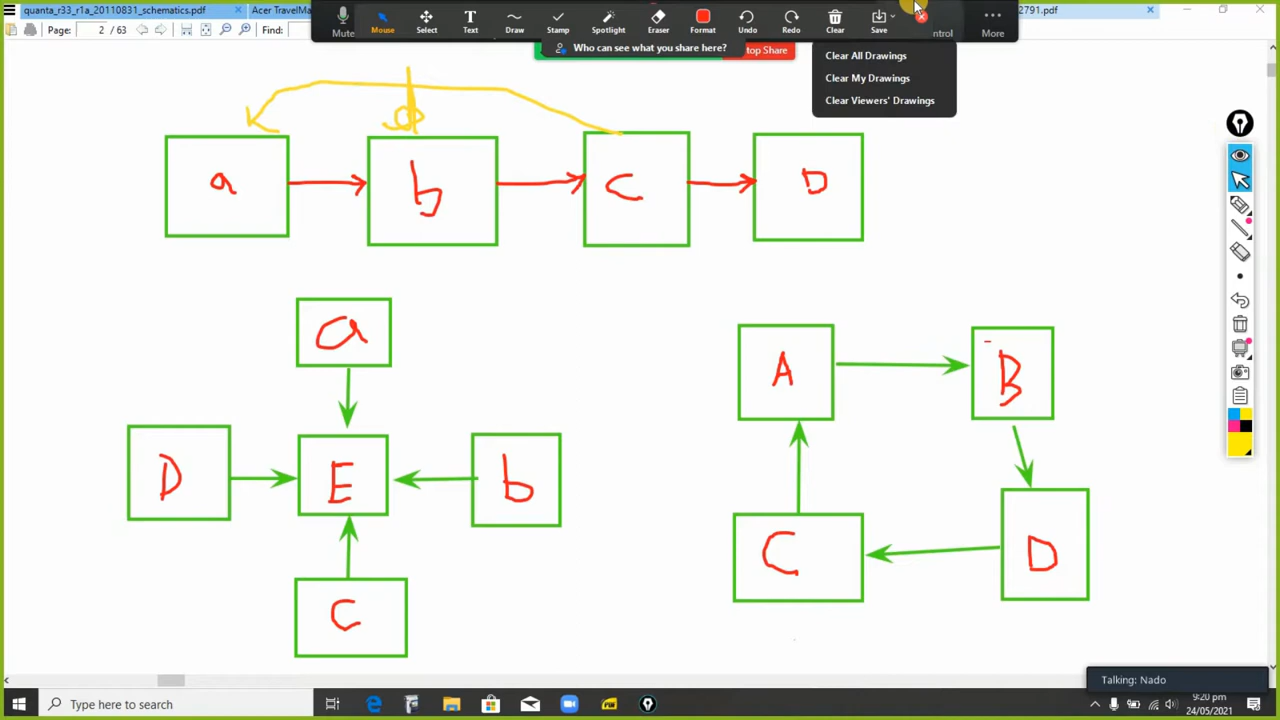 quanta_r33_r1a_20110831_schematics.pdf
Acer TravelMa
2791.pdf
Page: 2 / 63 Find:
Mute Mouse Select Text Draw Stamp Spotlight Eraser Format Undo Redo Clear Save ntrol More
Who can see what you share here?
top Share
Clear All Drawings
Clear My Drawings
Clear Viewers' Drawings
a b C D
a
D E b
C
A B
C D
Talking: Nado
Type here to search
9:20 pm
24/05/2021